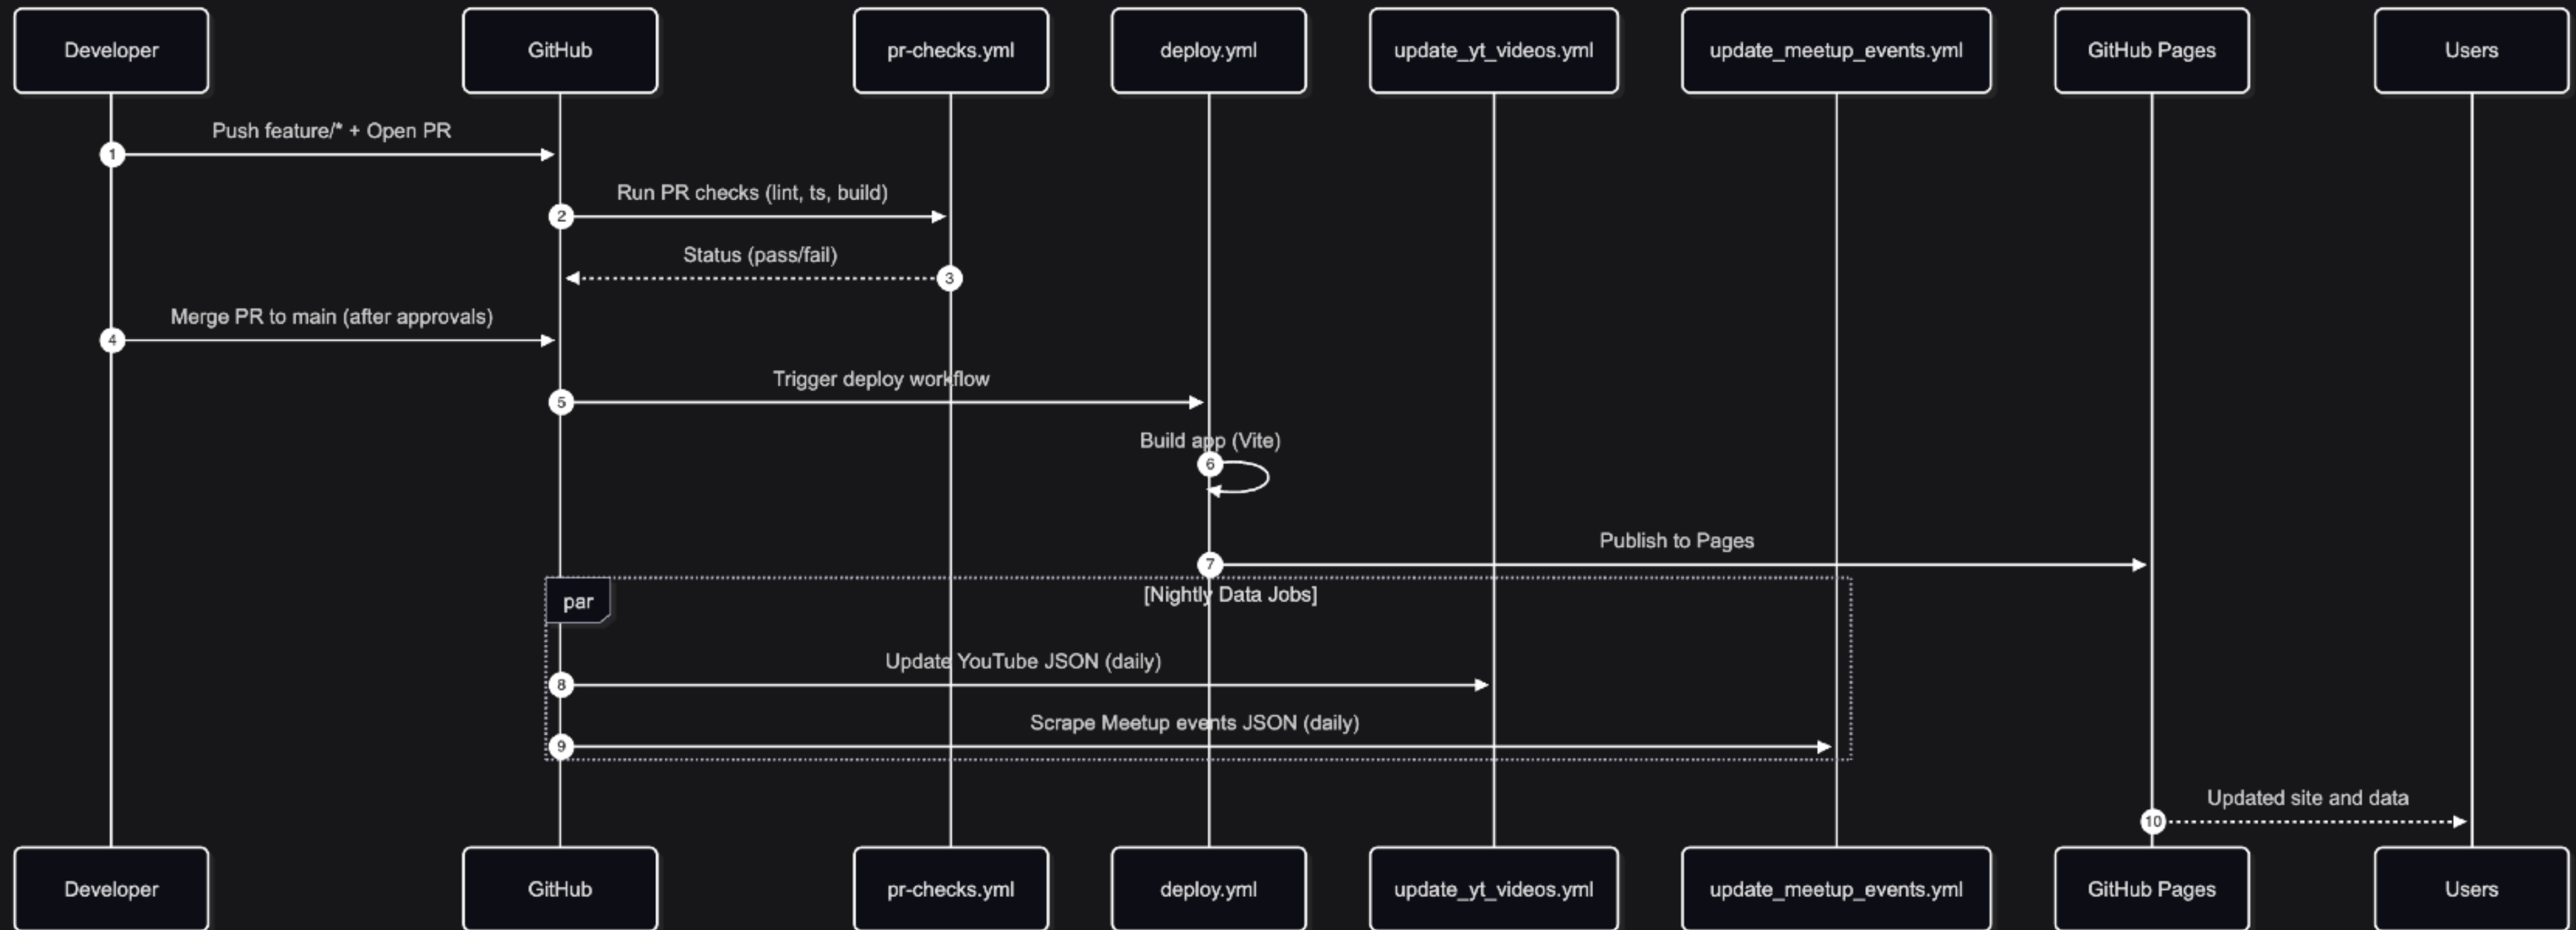 Developer
GitHub
pr-checks.yml
deploy.yml
update_yt_videos.yml
update_meetup_events.yml
GitHub Pages
Users
Push feature/* + Open PR
1
Run PR checks (lint, ts, build)
2
Status (pass/fail)
3
Merge PR to main (after approvals)
4
Trigger deploy workflow
5
Build app (Vite)
6
Publish to Pages
7
par
[Nightly Data Jobs]
Update YouTube JSON (daily)
8
Scrape Meetup events JSON (daily)
9
Updated site and data
10
Developer
GitHub
pr-checks.yml
deploy.yml
update_yt_videos.yml
update_meetup_events.yml
GitHub Pages
Users